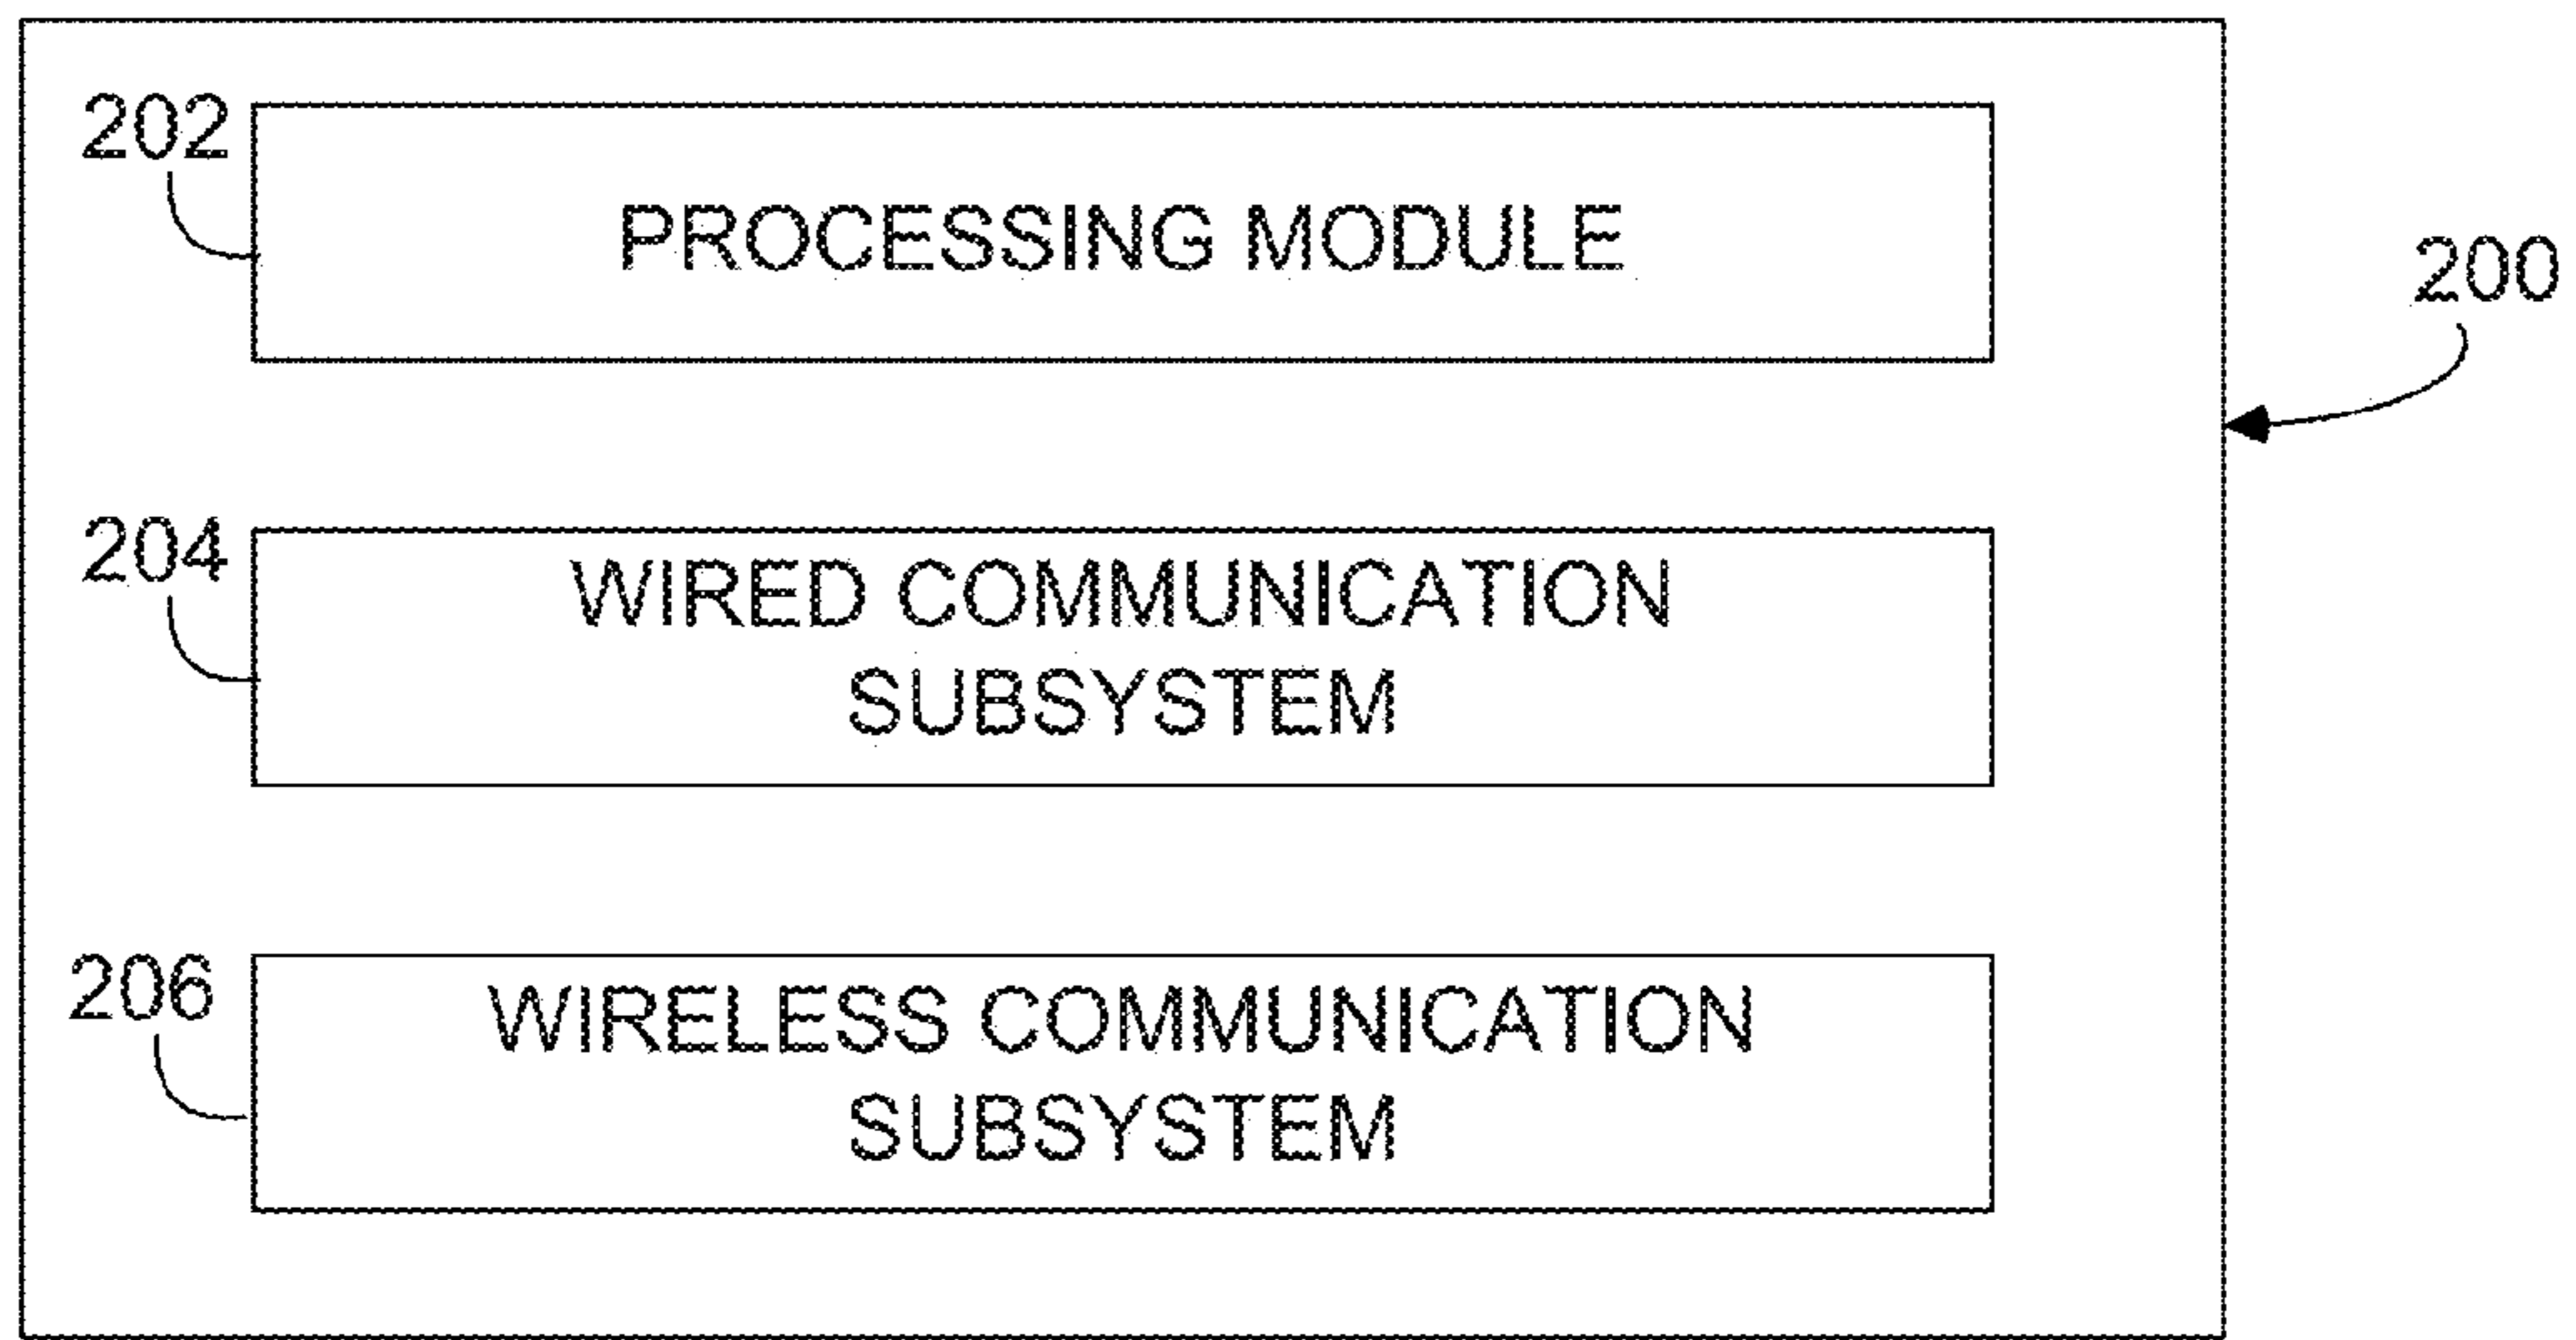 202
PROCESSING MODULE
200
204
WIRED COMMUNICATION
SUBSYSTEM
206
WIRELESS COMMUNICATION
SUBSYSTEM